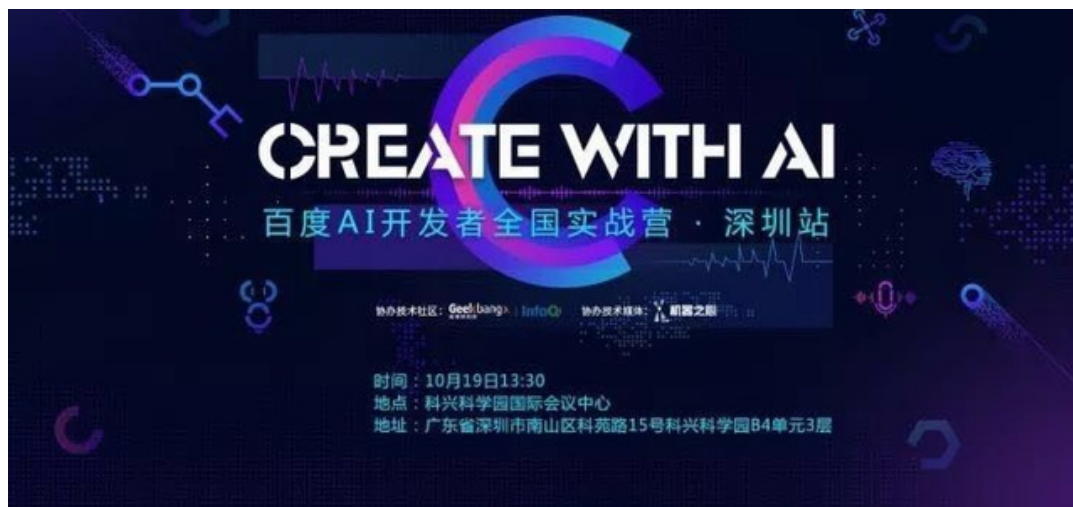 CREATE WITH AI
百度AI开发者全国实战营 · 深圳站
协办技术社区：Geekbang> InfoQ 协办技术媒体：机器之心
时间：10月19日13:30
地点：科兴科学园国际会议中心
地址：广东省深圳市南山区科苑路15号科兴科学园B4单元3层